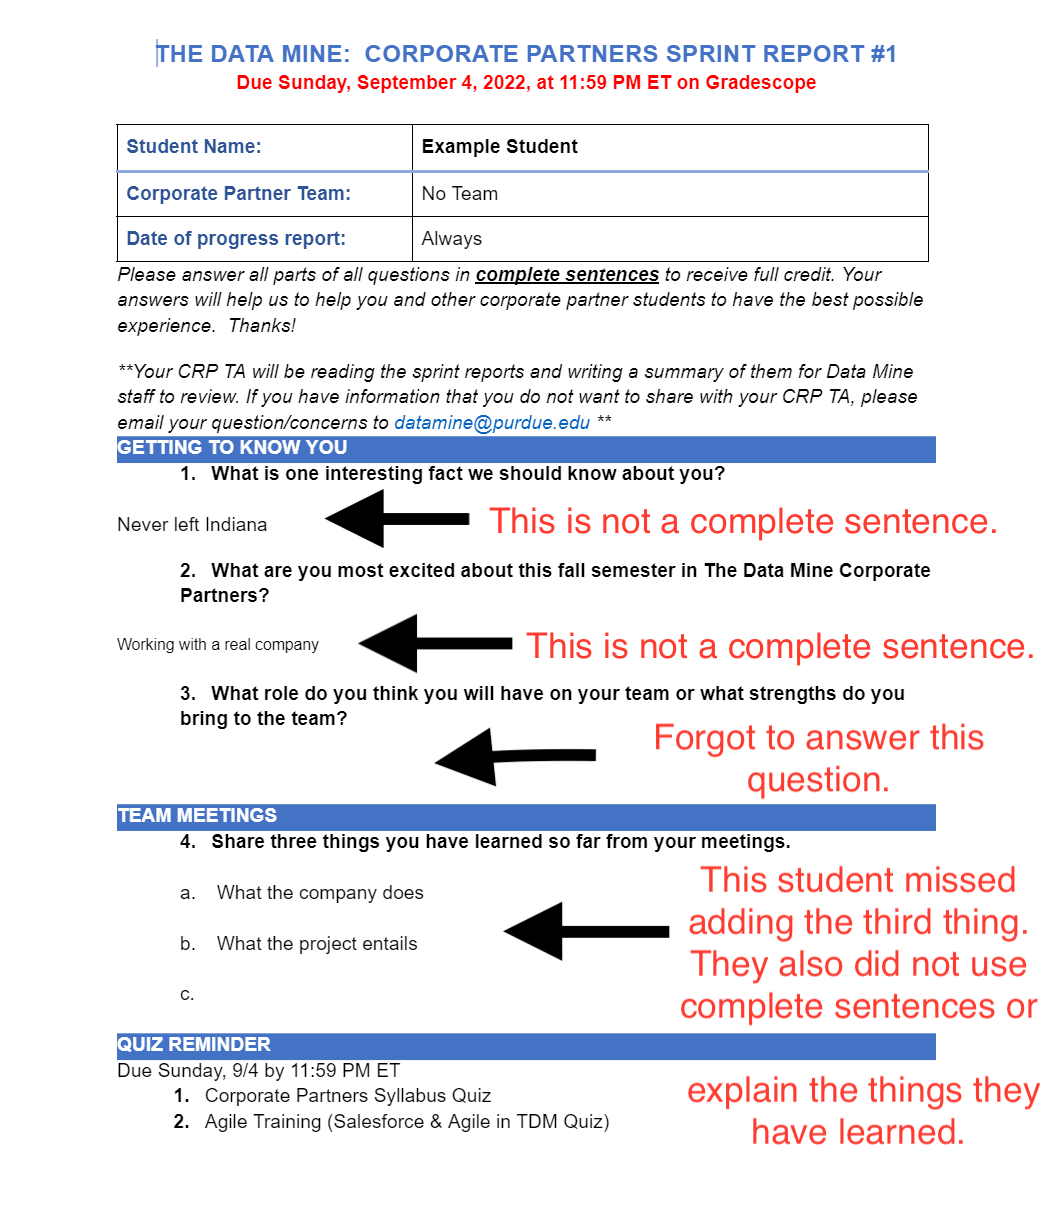 THE DATA MINE:  CORPORATE PARTNERS SPRINT REPORT #1
Due Sunday, September 4, 2022, at 11:59 PM ET on Gradescope
Student Name: Example Student
Corporate Partner Team: No Team
Date of progress report: Always
Please answer all parts of all questions in complete sentences to receive full credit. Your
answers will help us to help you and other corporate partner students to have the best possible
experience.  Thanks!
**Your CRP TA will be reading the sprint reports and writing a summary of them for Data Mine
staff to review. If you have information that you do not want to share with your CRP TA, please
email your question/concerns to datamine@purdue.edu **
GETTING TO KNOW YOU
1. What is one interesting fact we should know about you?
Never left Indiana
This is not a complete sentence.
2. What are you most excited about this fall semester in The Data Mine Corporate
Partners?
Working with a real company
This is not a complete sentence.
3. What role do you think you will have on your team or what strengths do you
bring to the team?
Forgot to answer this
question.
TEAM MEETINGS
4. Share three things you have learned so far from your meetings.
a. What the company does
b. What the project entails
c.
This student missed
adding the third thing.
They also did not use
complete sentences or
explain the things they
have learned.
QUIZ REMINDER
Due Sunday, 9/4 by 11:59 PM ET
1. Corporate Partners Syllabus Quiz
2. Agile Training (Salesforce & Agile in TDM Quiz)